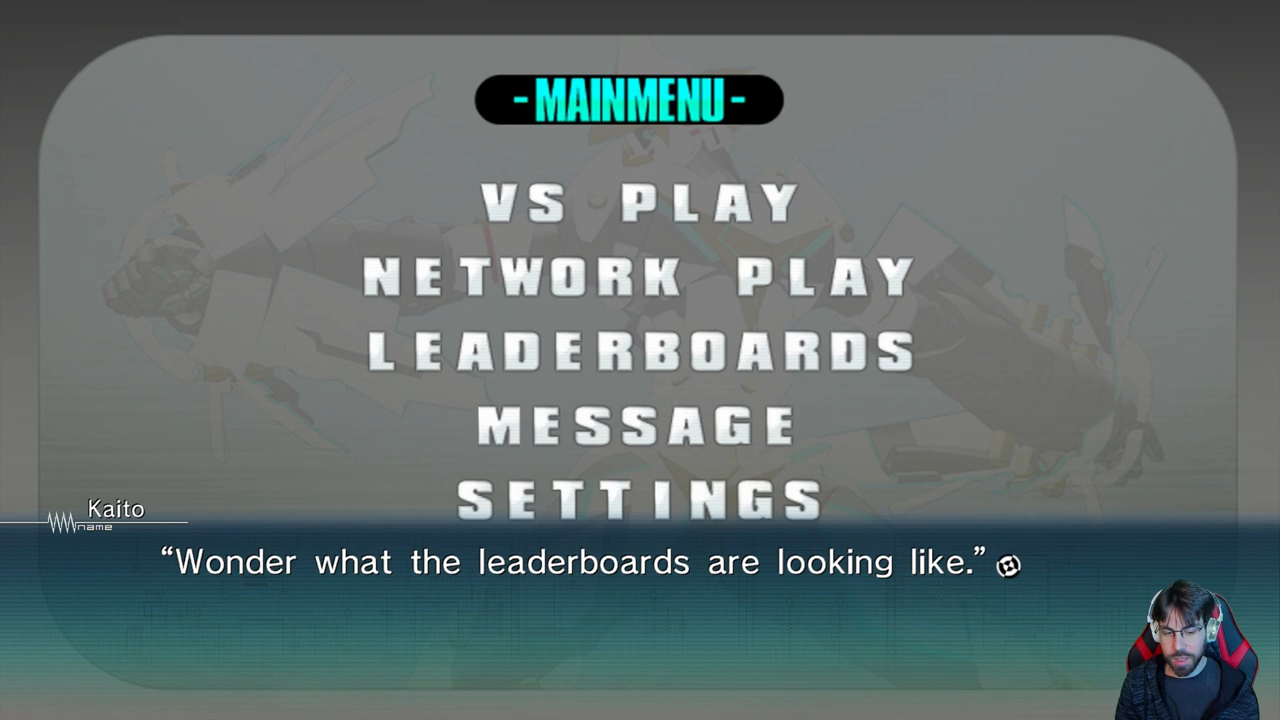 - MAINMENU -
VS PLAY
NETWORK PLAY
LEADERBOARDS
MESSAGE
SETTINGS
Kaito
name
“Wonder what the leaderboards are looking like.”